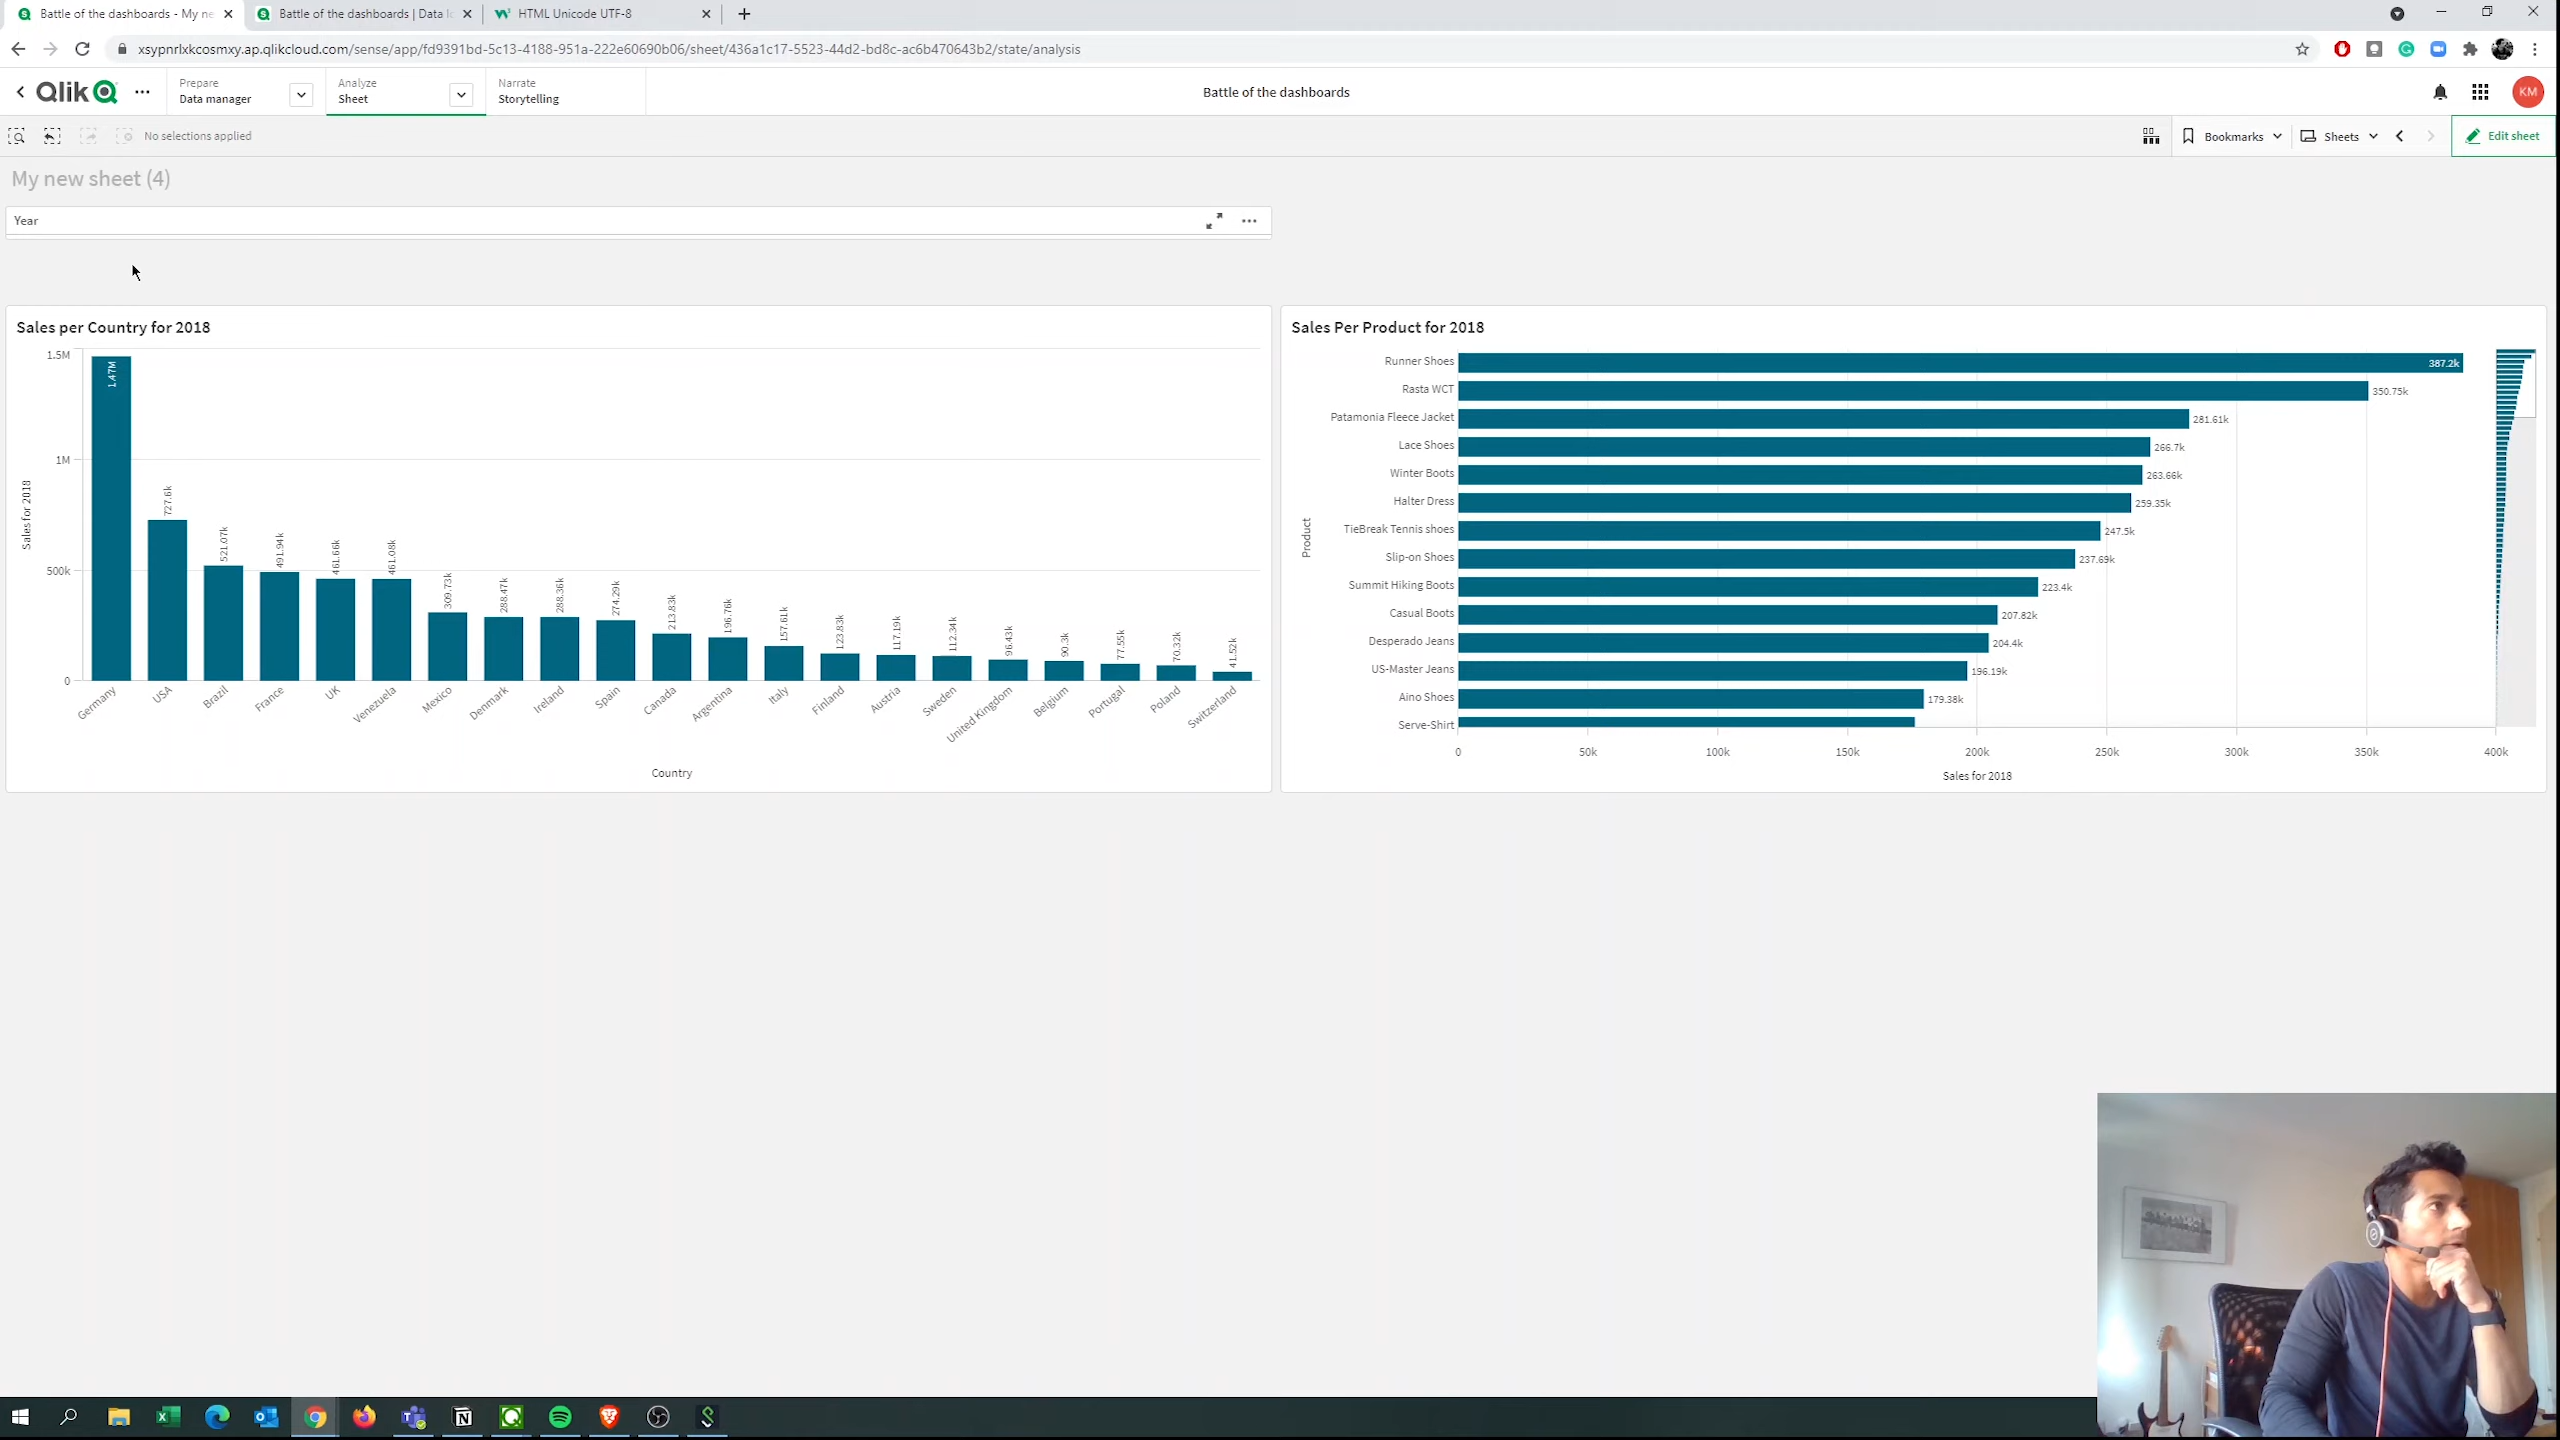 Battle of the dashboards - My ne
Battle of the dashboards | Data lo
HTML Unicode UTF-8
xsypnrlxkcosmxy.ap.qlikcloud.com/sense/app/fd9391bd-5c13-4188-951a-222e60690b06/sheet/436a1c17-5523-44d2-bd8c-ac6b470643b2/state/analysis
Qlik
Prepare
Data manager
Analyze
Sheet
Narrate
Storytelling
Battle of the dashboards
KM
No selections applied
Bookmarks
Sheets
Edit sheet
My new sheet (4)
Year
Sales per Country for 2018
Sales for 2018
1.5M
1M
500k
0
1.47M
727.6k
521.07k
491.94k
461.66k
461.08k
309.73k
288.47k
288.36k
274.29k
213.83k
196.76k
157.61k
123.83k
117.19k
112.34k
96.43k
90.3k
77.55k
70.32k
41.52k
Germany
USA
Brazil
France
UK
Venezuela
Mexico
Denmark
Ireland
Spain
Canada
Argentina
Italy
Finland
Austria
Sweden
United Kingdom
Belgium
Portugal
Poland
Switzerland
Country
Sales Per Product for 2018
Product
Runner Shoes 387.2k
Rasta WCT 350.75k
Patamonia Fleece Jacket 281.61k
Lace Shoes 266.7k
Winter Boots 263.66k
Halter Dress 259.35k
TieBreak Tennis shoes 247.5k
Slip-on Shoes 237.69k
Summit Hiking Boots 223.4k
Casual Boots 207.82k
Desperado Jeans 204.4k
US-Master Jeans 196.19k
Aino Shoes 179.38k
Serve-Shirt
0 50k 100k 150k 200k 250k 300k 350k 400k
Sales for 2018